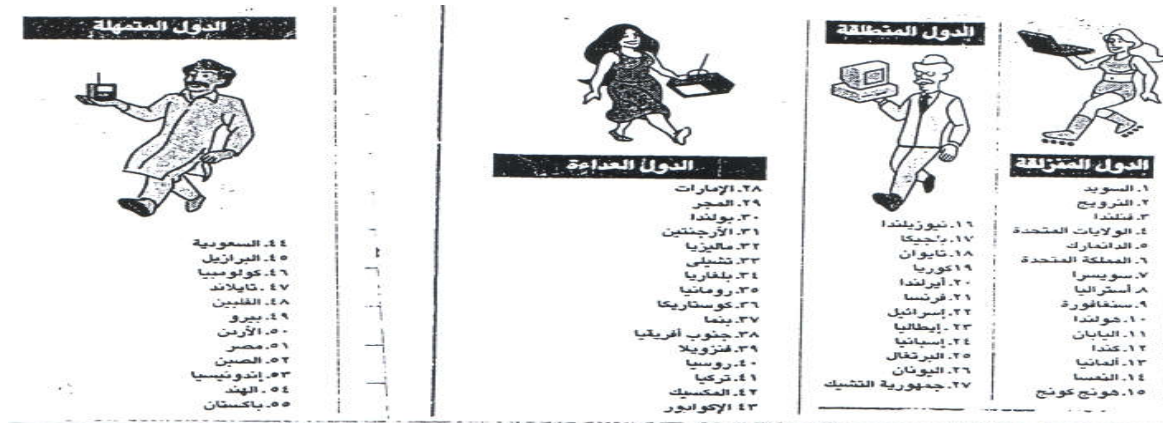 الدول المتزلقة
١. السويد
٢. النرويج
٣. فنلندا
٤. الولايات المتحدة
٥. الدانمارك
٦. المملكة المتحدة
٧. سويسرا
٨. أستراليا
٩. سنغافورة
١٠. هولندا
١١. اليابان
١٢. كندا
١٣. ألمانيا
١٤. النمسا
١٥. هونج كونج
الدول المنطلقة
١٦. نيوزيلندا
١٧. بلجيكا
١٨. تايوان
١٩كوريا
٢٠. أيرلندا
٢١. فرنسا
٢٢. إسرائيل
٢٣. إيطاليا
٢٤. إسبانيا
٢٥. البرتغال
٢٦. اليونان
٢٧. جمهورية التشيك
الدول العداءة
٢٨. الإمارات
٢٩. المجر
٣٠. بولندا
٣١. الأرجنتين
٣٢. ماليزيا
٣٣. تشيلى
٣٤. بلغاريا
٣٥. رومانيا
٣٦. كوستاريكا
٣٧. بنما
٣٨. جنوب أفريقيا
٣٩. فنزويلا
٤٠. روسيا
٤١. تركيا
٤٢. المكسيك
٤٣ الإكوادور
الدول المتمهلة
٤٤. السعودية
٤٥. البرازيل
٤٦. كولومبيا
٤٧. تايلاند
٤٨. الفلبين
٤٩. بيرو
٥٠. الأردن
٥١. مصر
٥٢. الصين
٥٣. إندونيسيا
٥٤. الهند
٥٥. باكستان